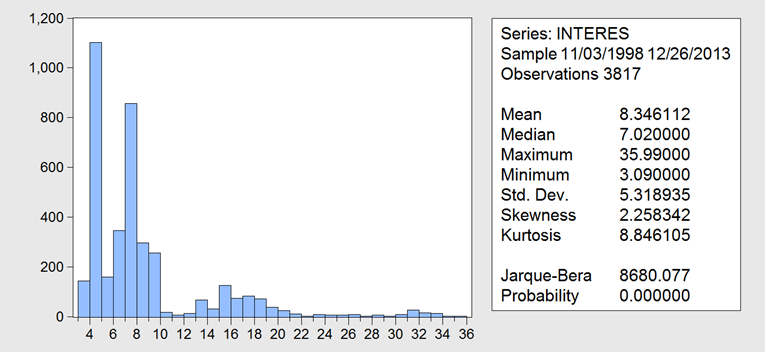 1,200
1,000
800
600
400
200
0
4 6 8 10 12 14 16 18 20 22 24 26 28 30 32 34 36
Series: INTERES
Sample 11/03/1998 12/26/2013
Observations 3817
Mean 8.346112
Median 7.020000
Maximum 35.99000
Minimum 3.090000
Std. Dev. 5.318935
Skewness 2.258342
Kurtosis 8.846105
Jarque-Bera 8680.077
Probability 0.000000